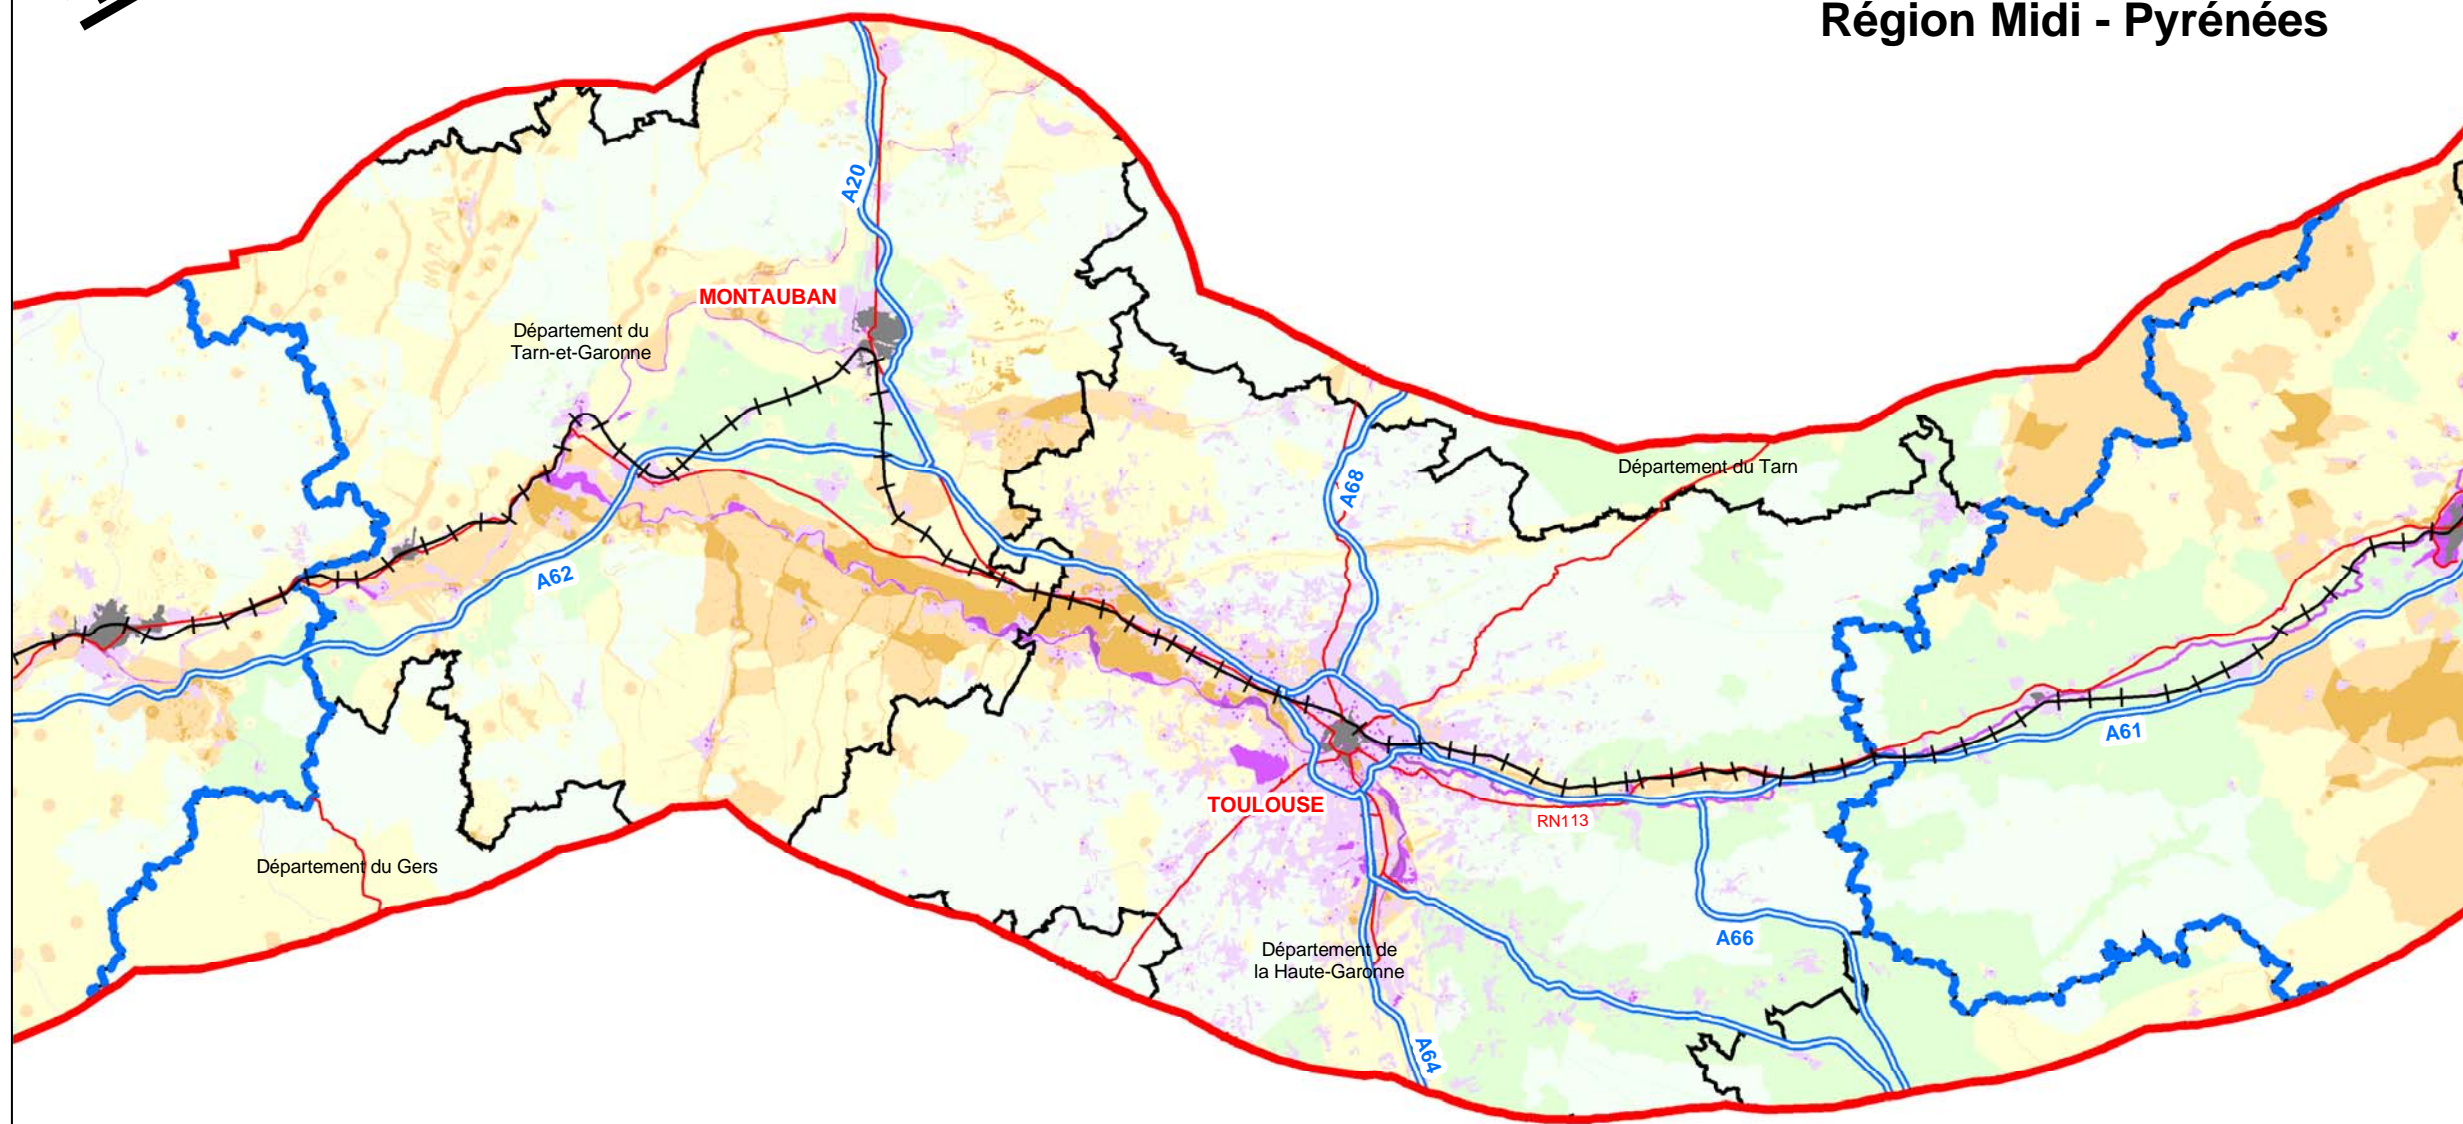 Région Midi - Pyrénées
A20
MONTAUBAN
Département du
Tarn-et-Garonne
Département du Tarn
A68
A62
A61
TOULOUSE
RN113
Département du Gers
A66
Département de
la Haute-Garonne
A64